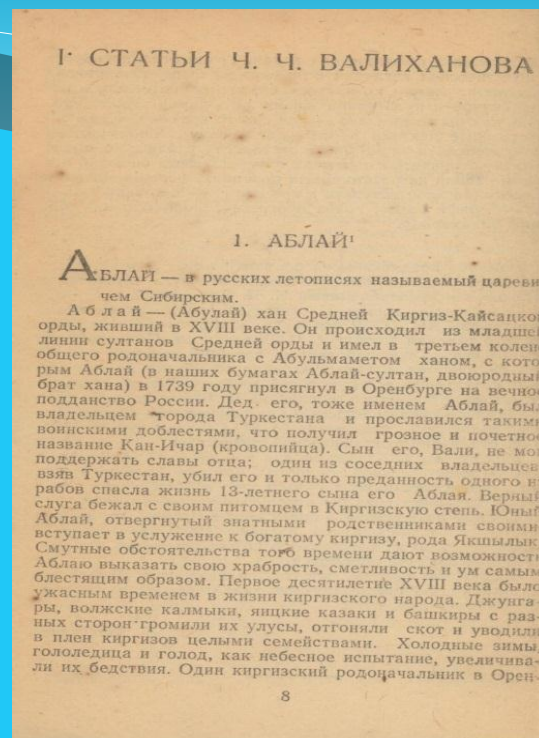 I· СТАТЬИ Ч. Ч. ВАЛИХАНОВА
1. АБЛАЙ¹
АБЛАЙ — в русских летописях называемый цареви
чем Сибирским.
Аблай — (Абулай) хан Средней Киргиз-Кайсацко
орды, живший в XVIII веке. Он происходил из младше
линии султанов Средней орды и имел в третьем колен
общего родоначальника с Абульмаметом ханом, с кото
рым Аблай (в наших бумагах Аблай-султан, двоюродны
брат хана) в 1739 году присягнул в Оренбурге на вечно
подданство России. Дед его, тоже именем Аблай, бы
владельцем города Туркестана и прославился таким
воинскими доблестями, что получил грозное и почетно
название Кан-Ичар (кровопийца). Сын его, Вали, не мо
поддержать славы отца; один из соседних владельцев
взяв Туркестан, убил его и только преданность одного и
рабов спасла жизнь 13-летнего сына его Аблая. Верный
слуга бежал с своим питомцем в Киргизскую степь. Юный
Аблай, отвергнутый знатными родственниками своими
вступает в услужение к богатому киргизу, рода Якшылык
Смутные обстоятельства того времени дают возможност
Аблаю выказать свою храбрость, сметливость и ум самым
блестящим образом. Первое десятилетие XVIII века было
ужасным временем в жизни киргизского народа. Джунга-
ры, волжские калмыки, яицкие казаки и башкиры с раз-
ных сторон громили их улусы, отгоняли скот и уводили
в плен киргизов целыми семействами. Холодные зимы,
гололедица и голод, как небесное испытание, увеличива-
ли их бедствия. Один киргизский родоначальник в Орен-
8